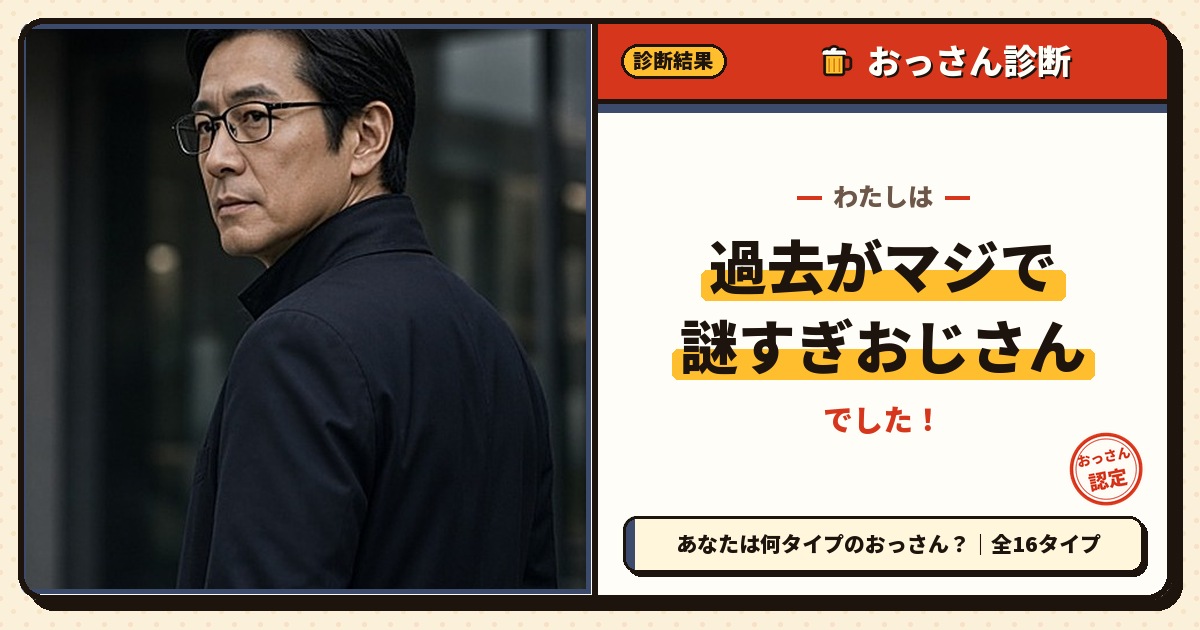 診断結果
おっさん診断
わたしは
過去がマジで
謎すぎおじさん
でした！
おっさん
認定
あなたは何タイプのおっさん？｜全16タイプ